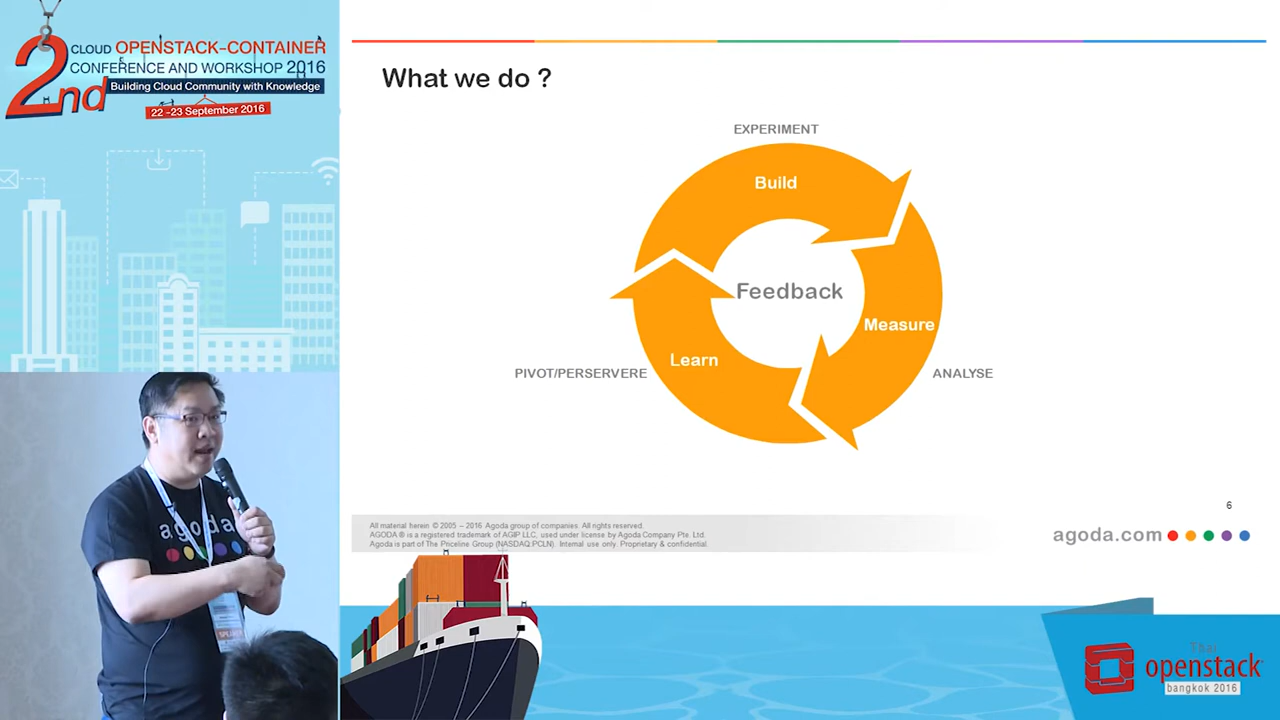 2nd
CLOUD OPENSTACK-CONTAINER
CONFERENCE AND WORKSHOP 2016
Building Cloud Community with Knowledge
22 -23 September 2016
What we do ?
EXPERIMENT
Build
Feedback
Measure
Learn
PIVOT/PERSERVERE
ANALYSE
6
All material herein © 2005 – 2016 Agoda group of companies. All rights reserved.
AGODA ® is a registered trademark of AGIP LLC, used under license by Agoda Company Pte. Ltd.
Agoda is part of The Priceline Group (NASDAQ:PCLN). Internal use only. Proprietary & confidential.
agoda.com
agoda
SPEAKER
Thai
openstack
bangkok 2016